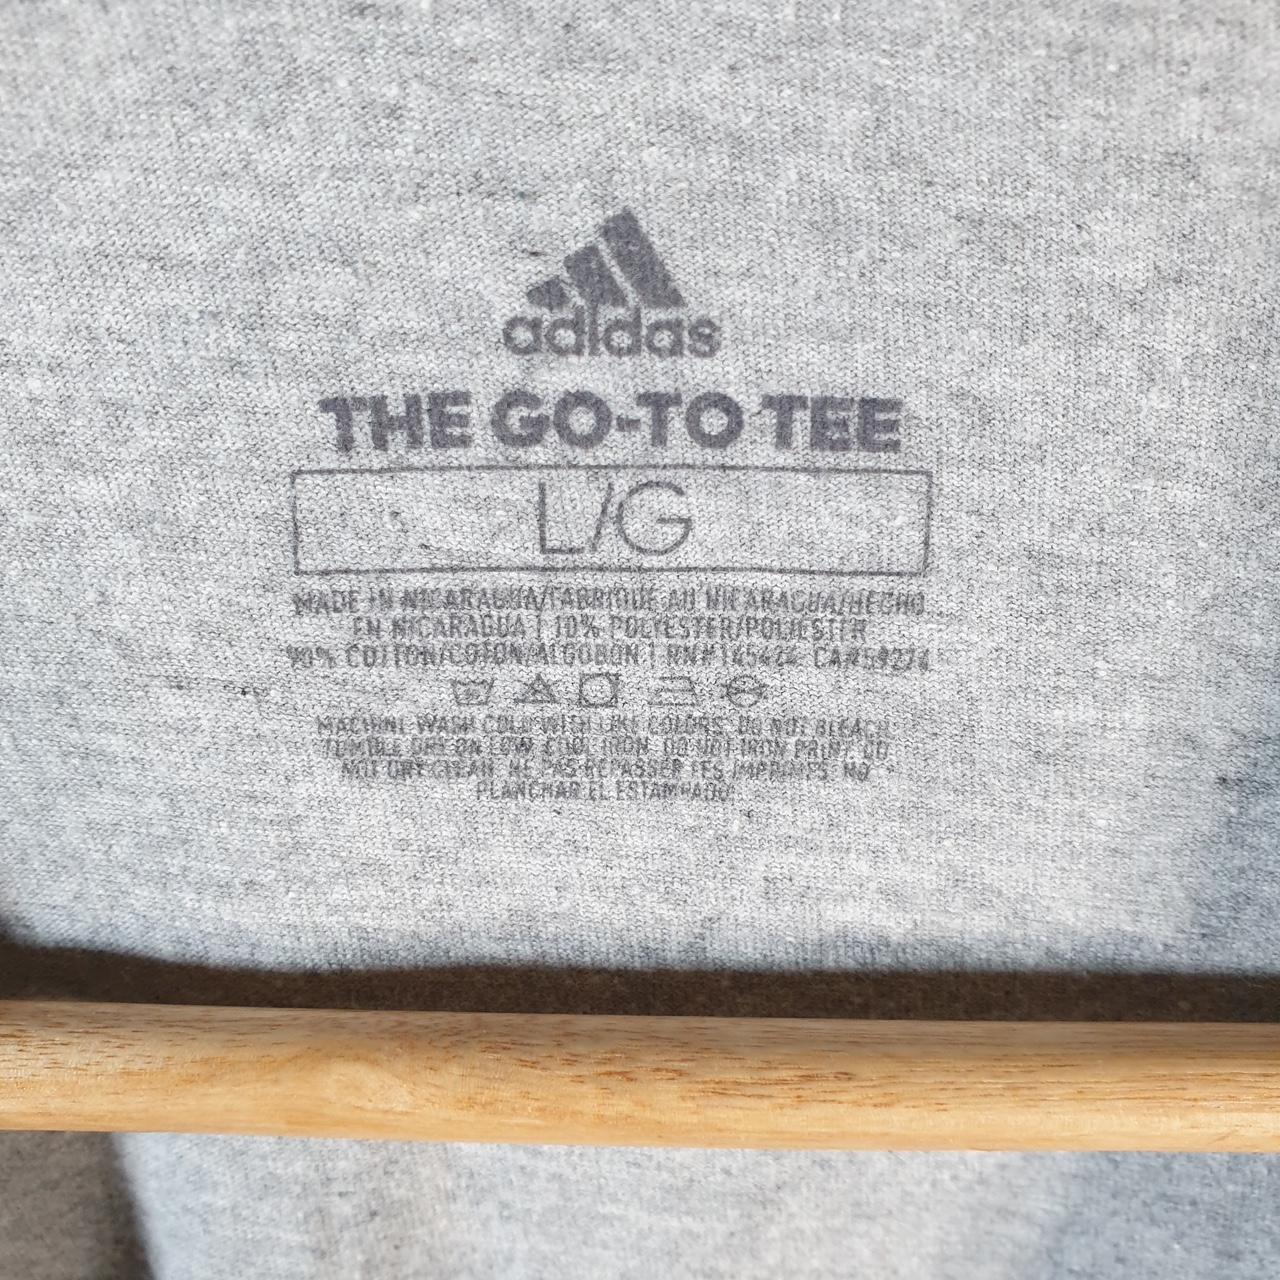 adidas
THE GO-TO TEE
L/G
MADE IN NICARAGUA/FABRIQUE AU NICARAGUA/HECHO
EN NICARAGUA | 10% POLYESTER/POLIESTER
90% COTTON/COTON/ALGODON | RN#145424 CA#59274
MACHINE WASH COLD WITH LIKE COLORS. DO NOT BLEACH.
TUMBLE DRY ON LOW. COOL IRON. DO NOT IRON PRINT. DO
NOT DRY CLEAN. NE PAS REPASSER LES IMPRIMES. NO
PLANCHAR EL ESTAMPADO.